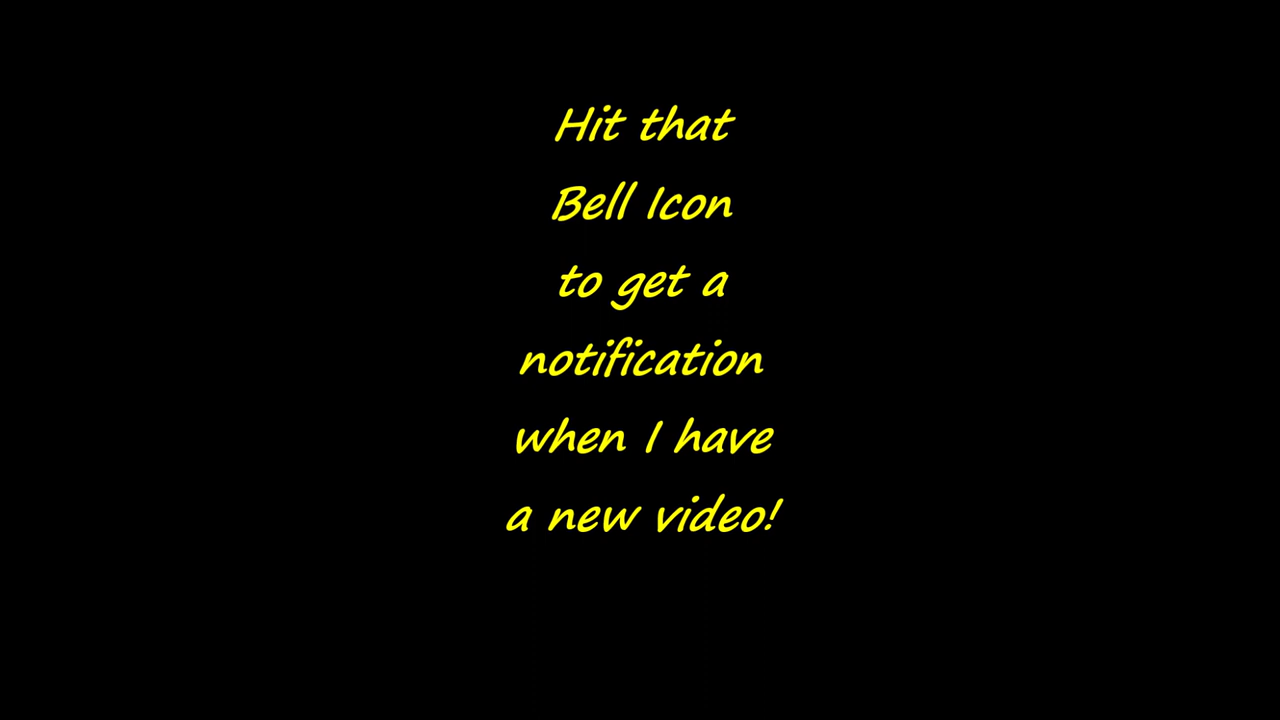 Hit that
Bell Icon
to get a
notification
when I have
a new video!